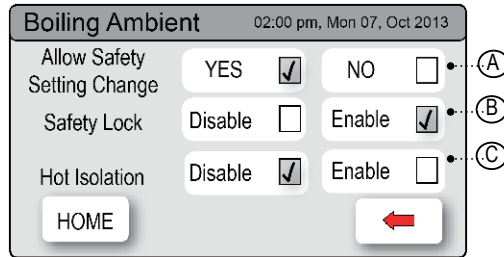 Boiling Ambient 02:00 pm, Mon 07, Oct 2013
Allow Safety
Setting Change YES NO A
Safety Lock Disable Enable B
Hot Isolation Disable Enable C
HOME